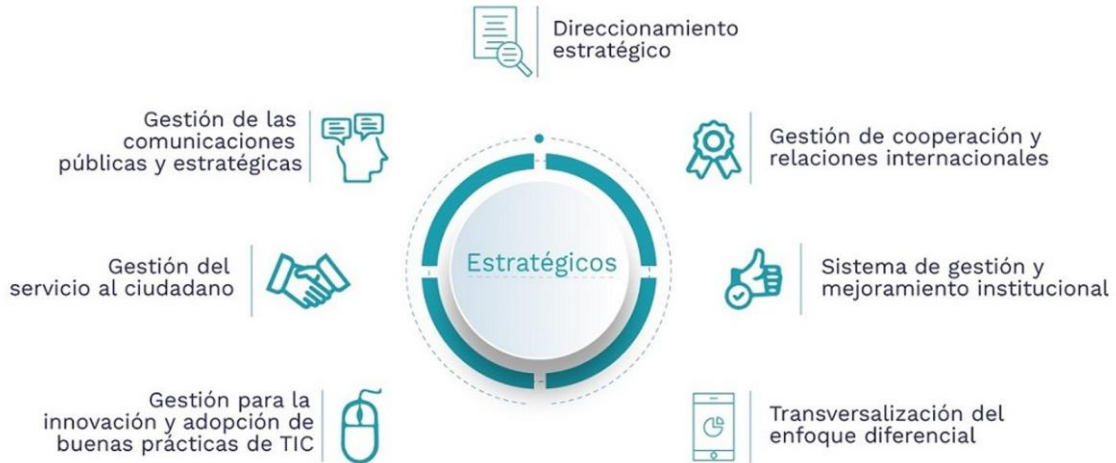 Direccionamiento
estratégico
Gestión de las
comunicaciones
públicas y estratégicas
Gestión de cooperación y
relaciones internacionales
Estratégicos
Gestión del
servicio al ciudadano
Sistema de gestión y
mejoramiento institucional
Gestión para la
innovación y adopción de
buenas prácticas de TIC
Transversalización del
enfoque diferencial